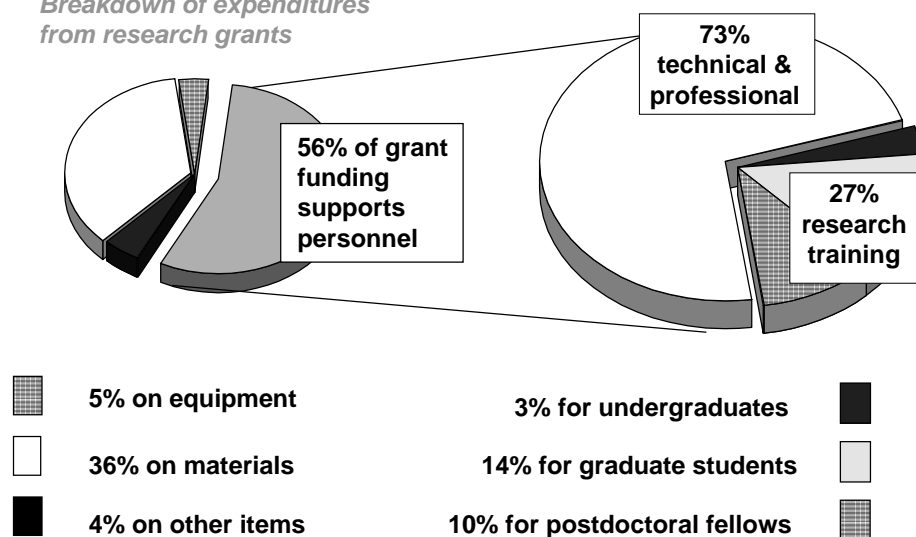 Breakdown of expenditures
from research grants
73%
technical &
professional
56% of grant
funding
supports
personnel
27%
research
training
5% on equipment
36% on materials
4% on other items
3% for undergraduates
14% for graduate students
10% for postdoctoral fellows